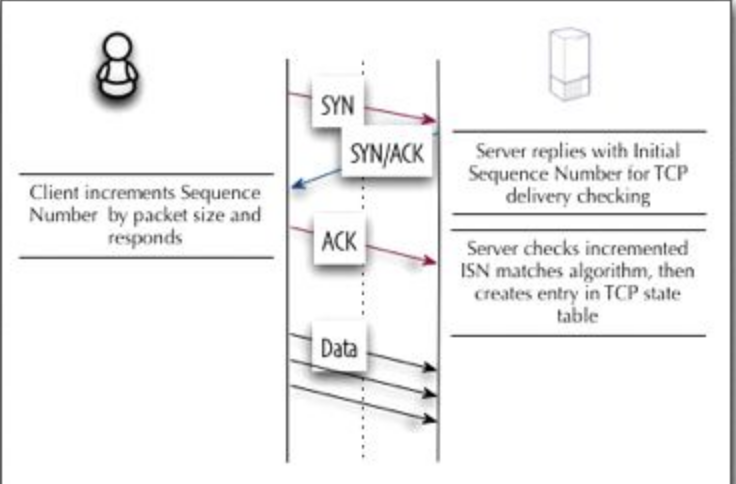 SYN
SYN/ACK
Server replies with Initial
Sequence Number for TCP
delivery checking
Client increments Sequence
Number by packet size and
responds
ACK
Server checks incremented
ISN matches algorithm, then
creates entry in TCP state
table
Data